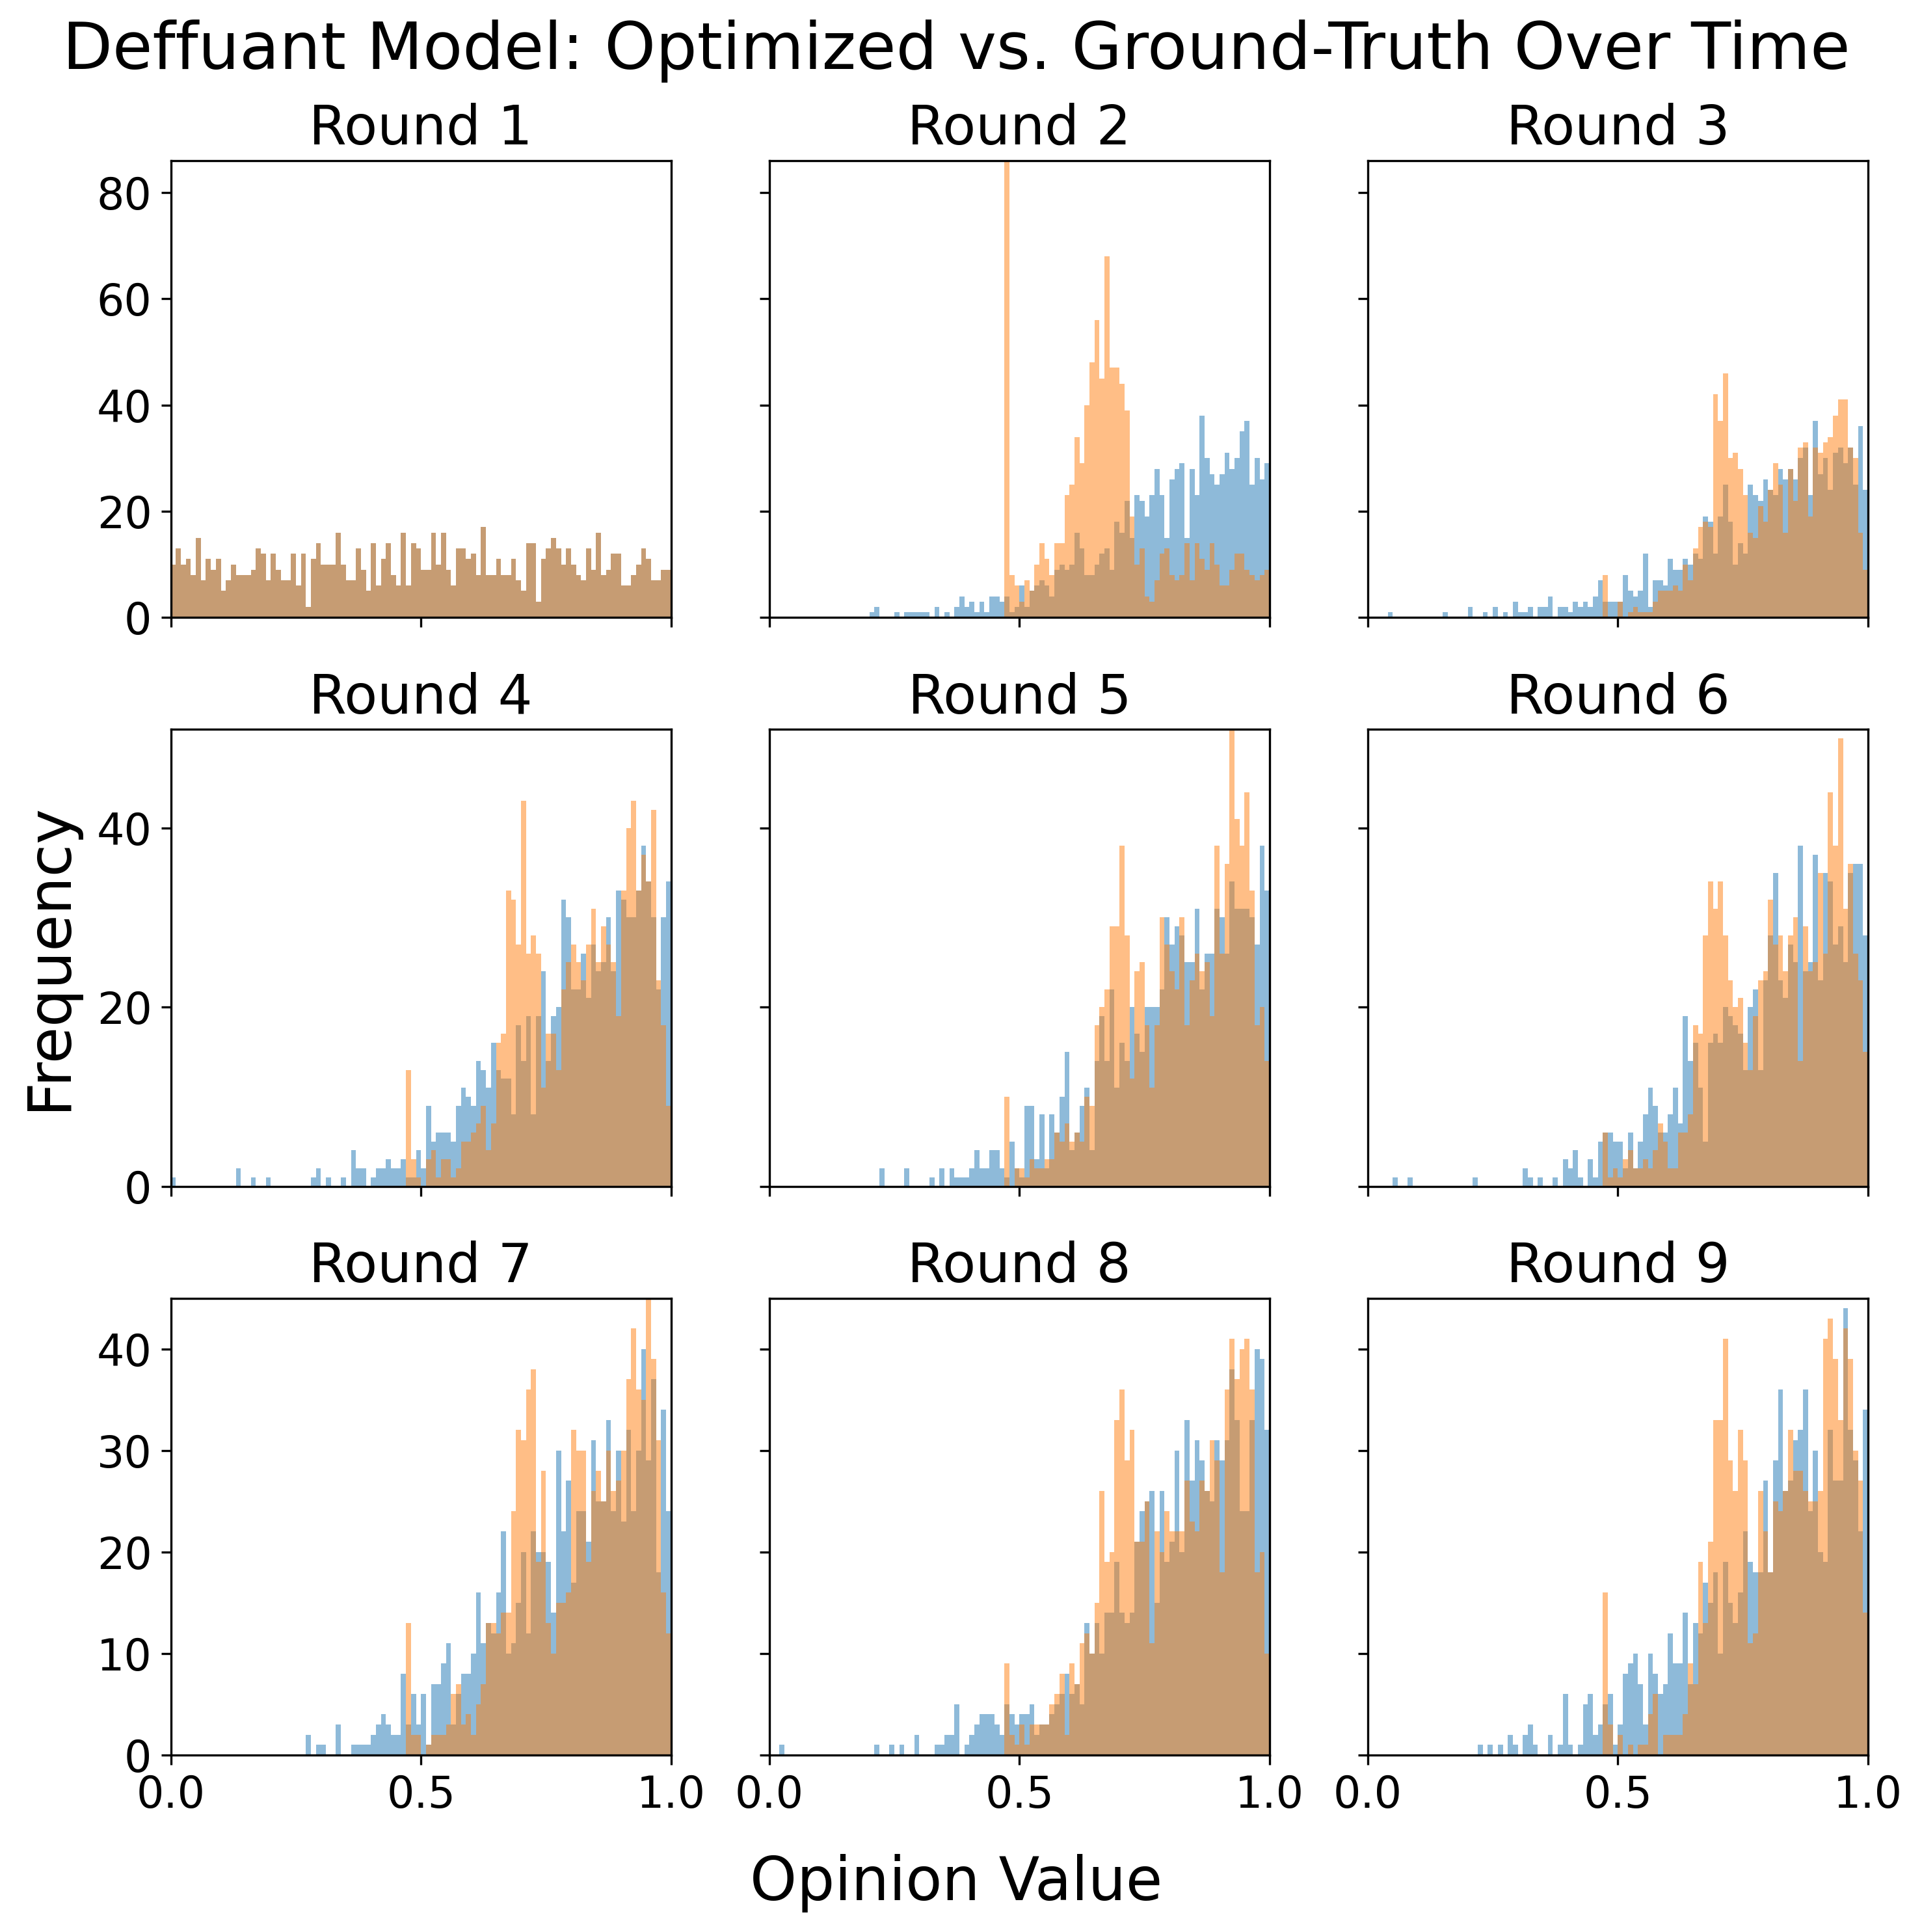 Deffuant Model: Optimized vs. Ground-Truth Over Time
Round 1
Round 2
Round 3
80
60
40
20
0
Round 4
Round 5
Round 6
40
20
0
Frequency
Round 7
Round 8
Round 9
40
30
20
10
0
0.0 0.5 1.0 0.0 0.5 1.0 0.0 0.5 1.0
Opinion Value